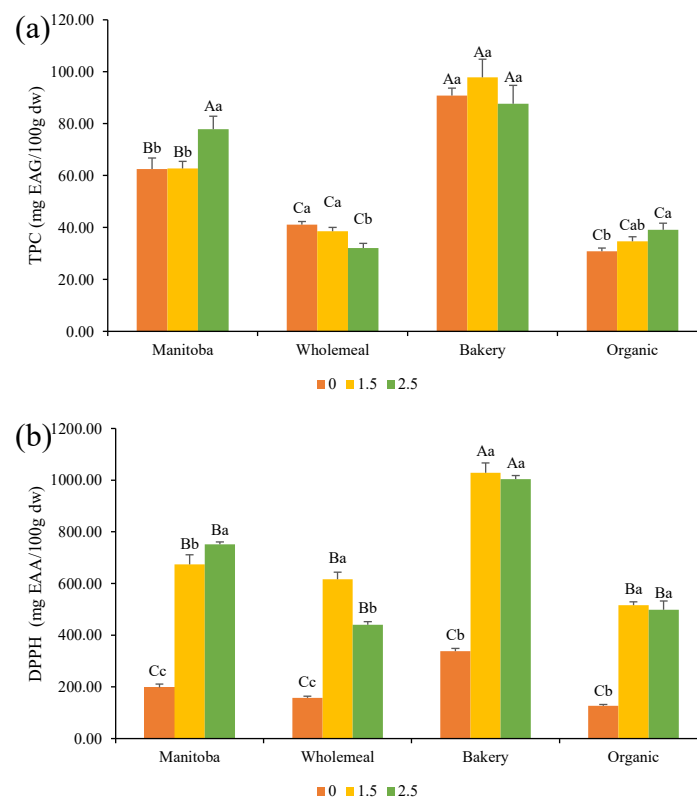 (a)
120.00
100.00
80.00
60.00
40.00
20.00
0.00
TPC (mg EAG/100g dw)
Bb Bb Aa
Ca Ca Cb
Aa Aa Aa
Cb Cab Ca
Manitoba Wholemeal Bakery Organic
0 1.5 2.5
(b)
1200.00
1000.00
800.00
600.00
400.00
200.00
0.00
DPPH (mg EAA/100g dw)
Cc Bb Ba
Cc Ba Bb
Cb Aa Aa
Cb Ba Ba
Manitoba Wholemeal Bakery Organic
0 1.5 2.5